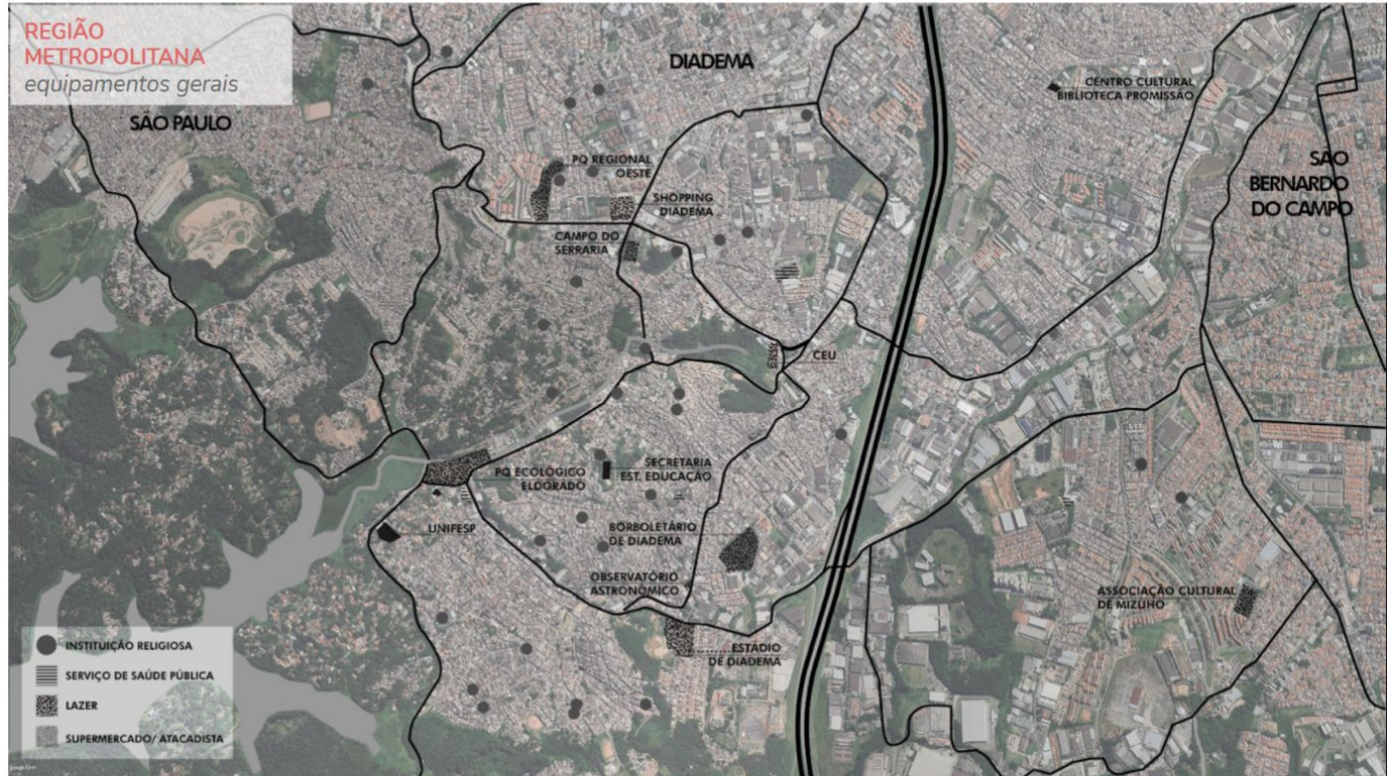 REGIÃO
METROPOLITANA
equipamentos gerais
SÃO PAULO
DIADEMA
CENTRO CULTURAL
BIBLIOTECA PROMISSÃO
SÃO
BERNARDO
DO CAMPO
PQ REGIONAL
OESTE
SHOPPING
DIADEMA
CAMPO DO
SERRARIA
CEU
PQ ECOLÓGICO
ELDORADO
SECRETARIA
EST. EDUCAÇÃO
UNIFESP
BORBOLETÁRIO
DE DIADEMA
OBSERVATÓRIO
ASTRONÔMICO
ASSOCIAÇÃO CULTURAL
DE MIZUHO
ESTÁDIO
DE DIADEMA
INSTITUIÇÃO RELIGIOSA
SERVIÇO DE SAÚDE PÚBLICA
LAZER
SUPERMERCADO/ ATACADISTA